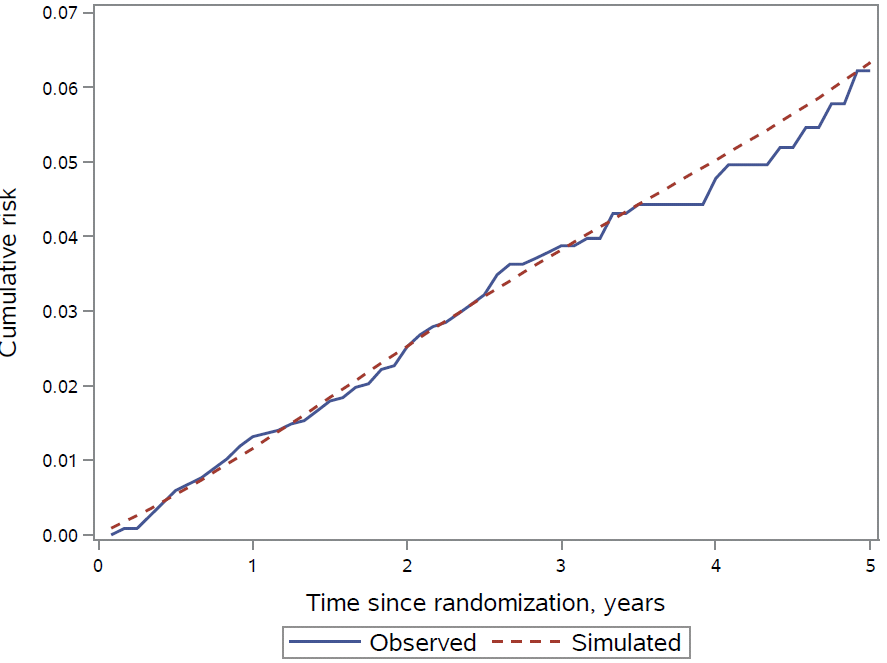 0.07
0.06
0.05
0.04
0.03
0.02
0.01
0.00
Cumulative risk
0 1 2 3 4 5
Time since randomization, years
Observed Simulated